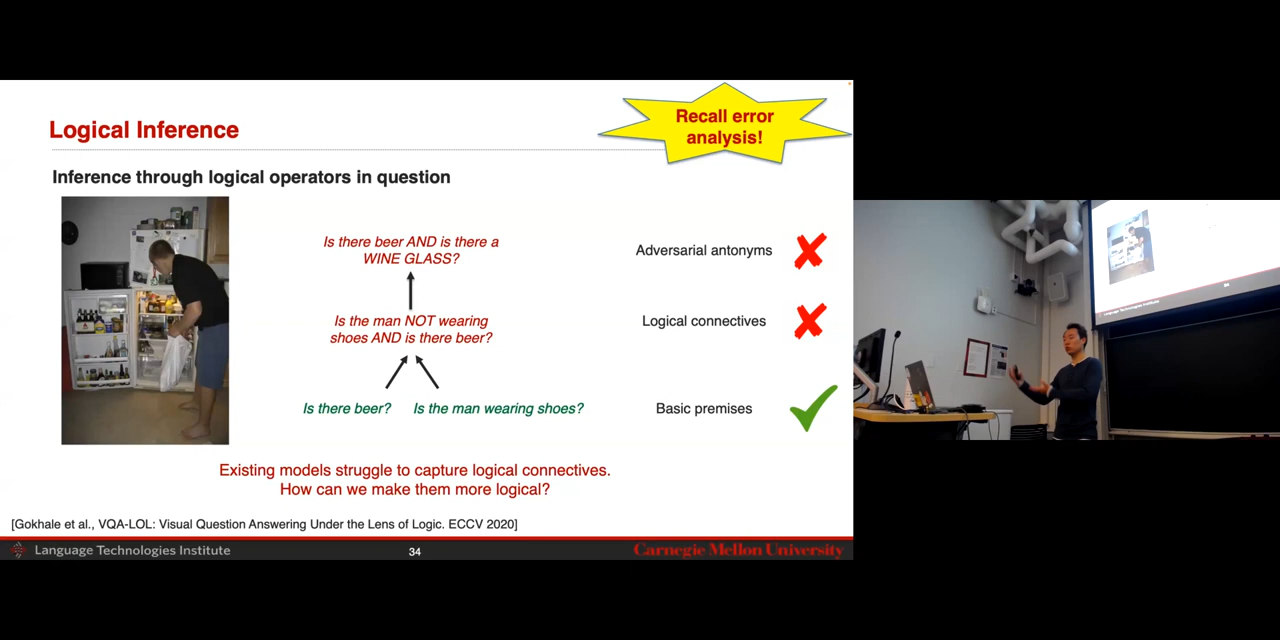 Recall error
analysis!
Logical Inference
Inference through logical operators in question
Is there beer AND is there a
WINE GLASS?
Adversarial antonyms
Is the man NOT wearing
shoes AND is there beer?
Logical connectives
Is there beer?
Is the man wearing shoes?
Basic premises
Existing models struggle to capture logical connectives.
How can we make them more logical?
[Gokhale et al., VQA-LOL: Visual Question Answering Under the Lens of Logic. ECCV 2020]
Language Technologies Institute
34
Carnegie Mellon University
Language Technologies Institute